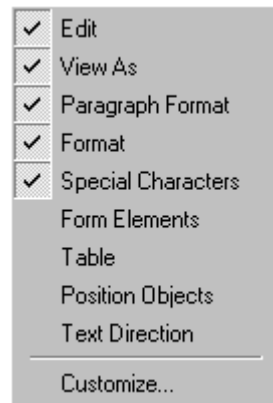 Edit
View As
Paragraph Format
Format
Special Characters
Form Elements
Table
Position Objects
Text Direction
Customize...